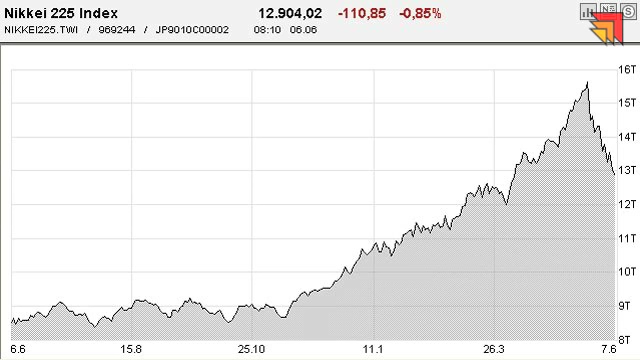 Nikkei 225 Index 12.904,02 -110,85 -0,85%
NIKKEI225.TWI / 969244 / JP9010C00002 08:10 06.06
16T
15T
14T
13T
12T
11T
10T
9T
8T
6.6 15.8 25.10 11.1 26.3 7.6